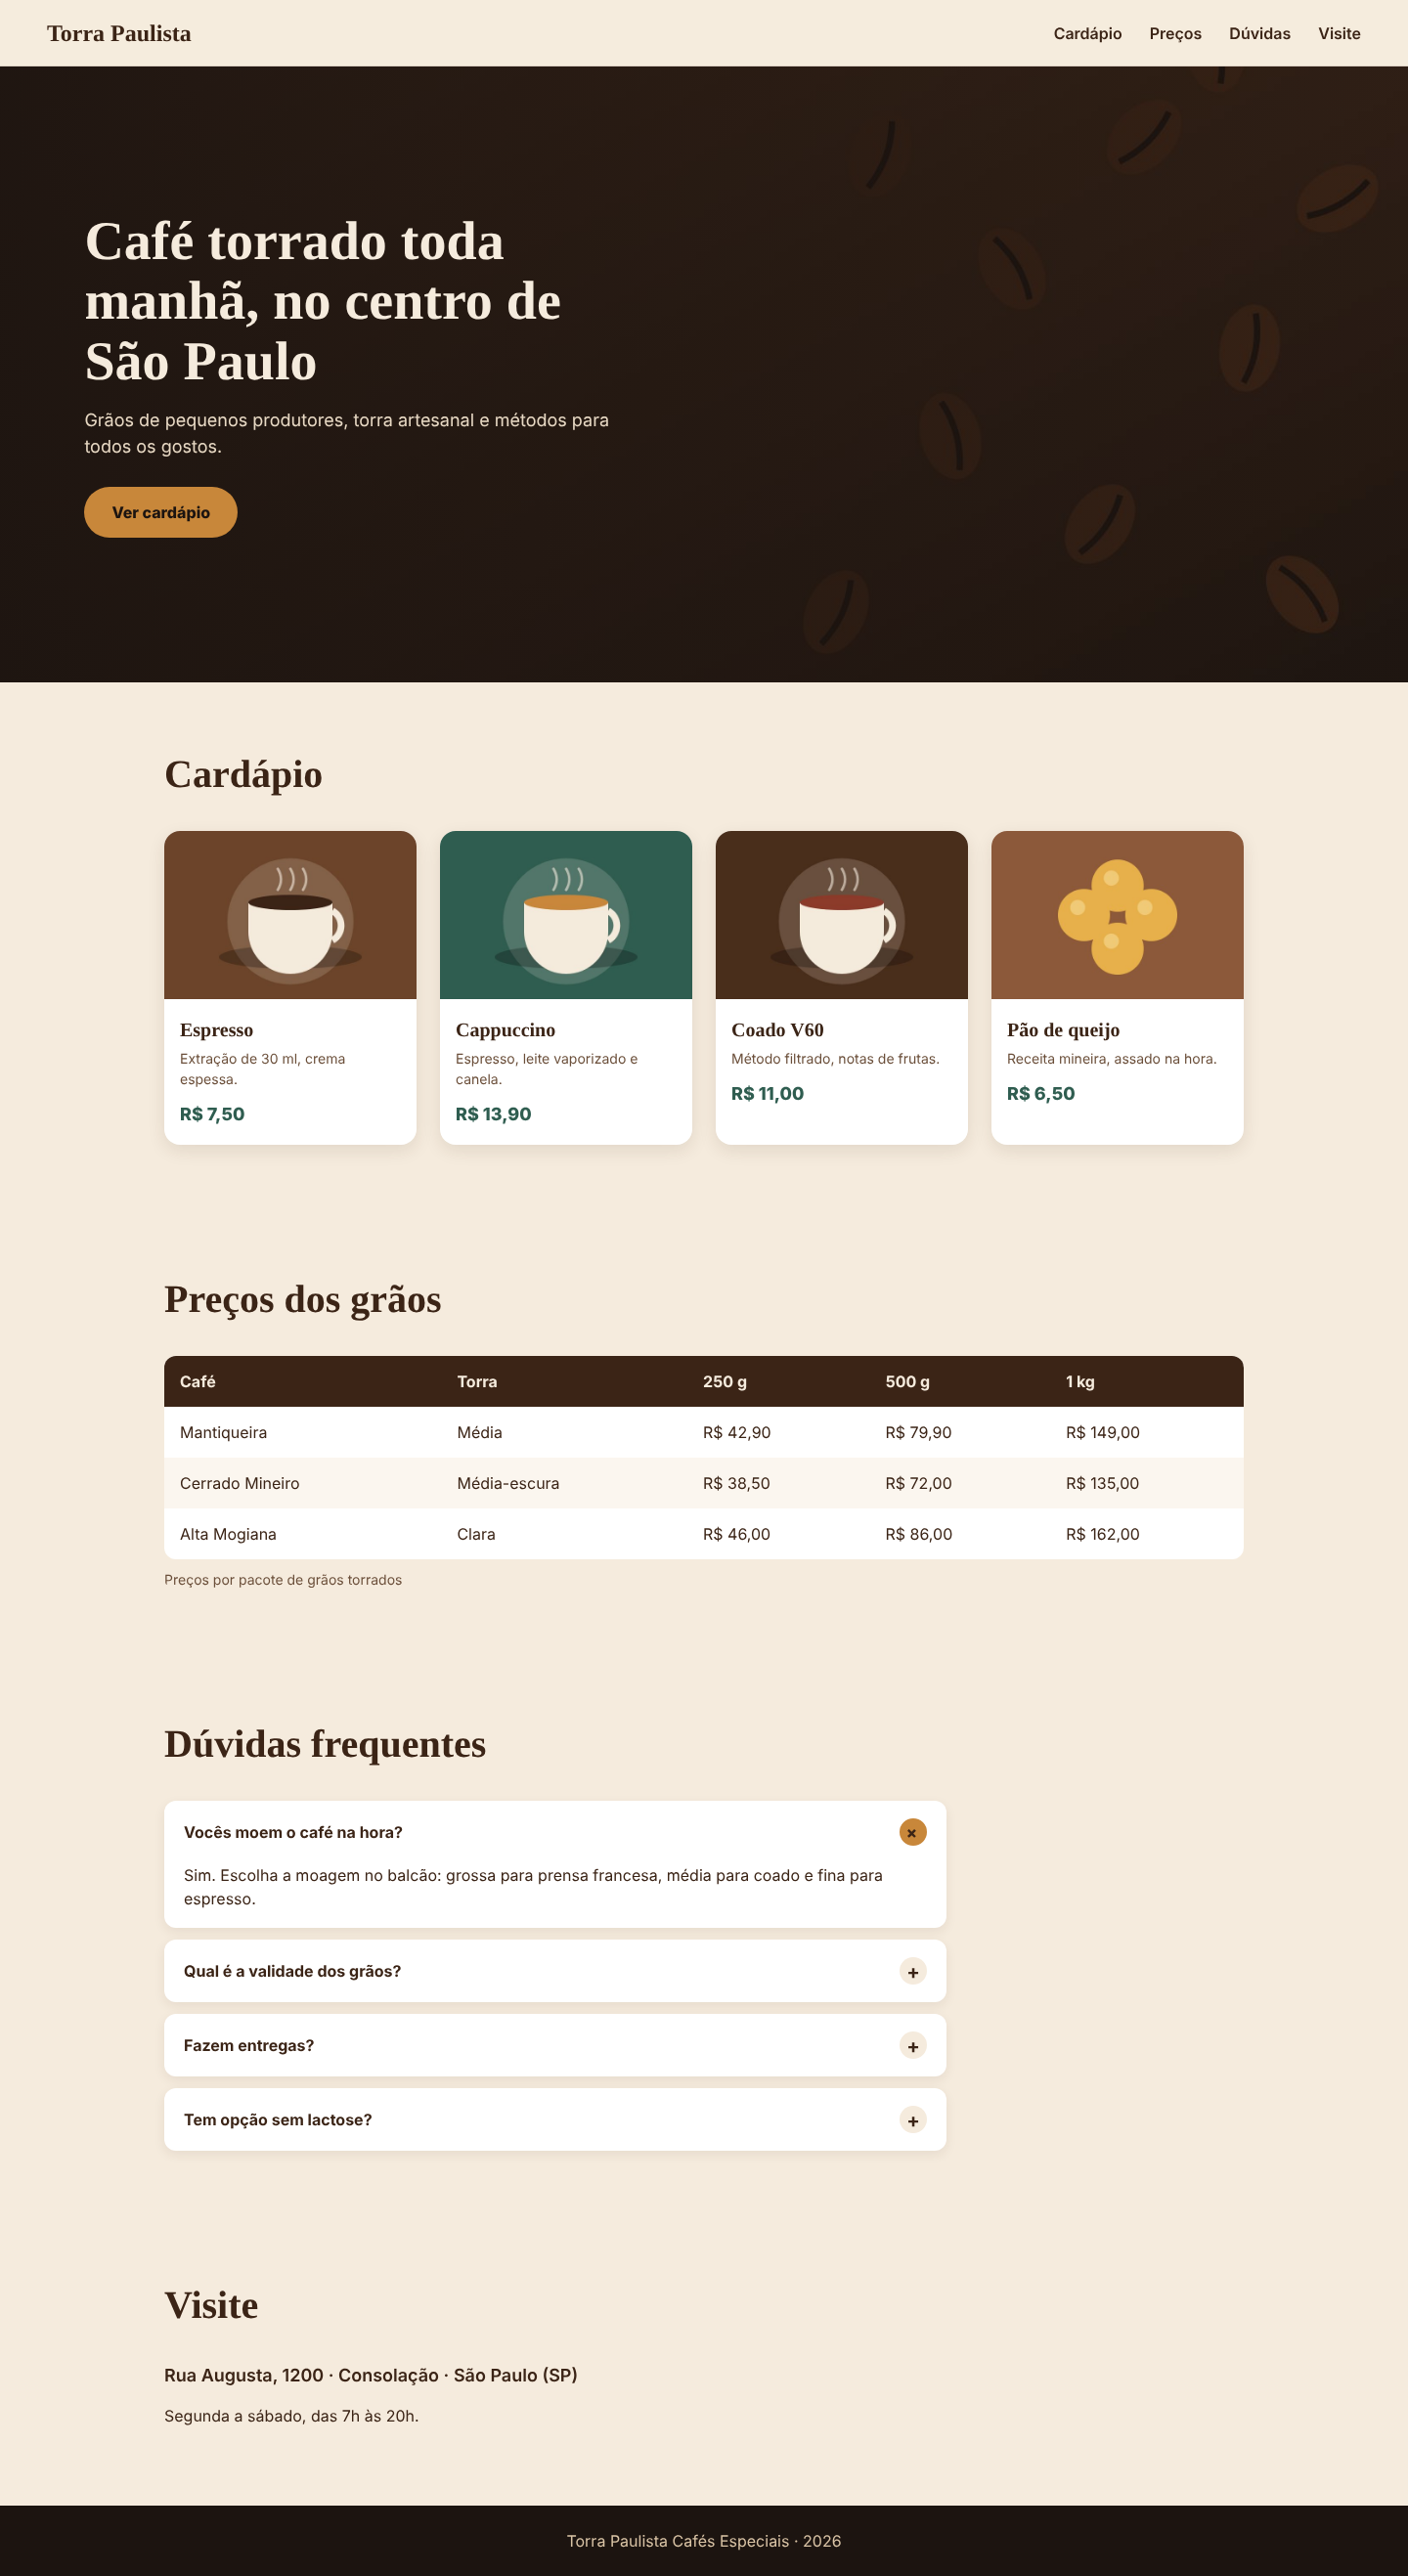 Torra Paulista
Cardápio Preços Dúvidas Visite
Café torrado toda
manhã, no centro de
São Paulo
Grãos de pequenos produtores, torra artesanal e métodos para
todos os gostos.
Ver cardápio
Cardápio
Espresso
Extração de 30 ml, crema
espessa.
R$ 7,50
Cappuccino
Espresso, leite vaporizado e
canela.
R$ 13,90
Coado V60
Método filtrado, notas de frutas.
R$ 11,00
Pão de queijo
Receita mineira, assado na hora.
R$ 6,50
Preços dos grãos
Café Torra 250 g 500 g 1 kg
Mantiqueira Média R$ 42,90 R$ 79,90 R$ 149,00
Cerrado Mineiro Média-escura R$ 38,50 R$ 72,00 R$ 135,00
Alta Mogiana Clara R$ 46,00 R$ 86,00 R$ 162,00
Preços por pacote de grãos torrados
Dúvidas frequentes
Vocês moem o café na hora? +
Sim. Escolha a moagem no balcão: grossa para prensa francesa, média para coado e fina para
espresso.
Qual é a validade dos grãos? +
Fazem entregas? +
Tem opção sem lactose? +
Visite
Rua Augusta, 1200 · Consolação · São Paulo (SP)
Segunda a sábado, das 7h às 20h.
Torra Paulista Cafés Especiais · 2026